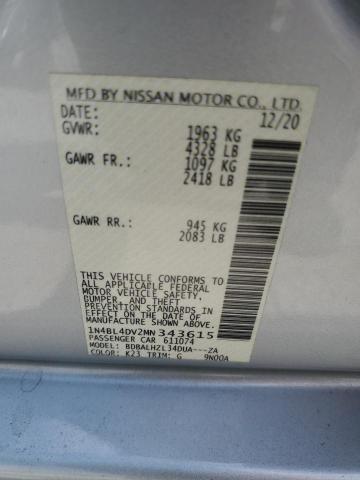 MFD BY NISSAN MOTOR CO., LTD.
DATE: 12/20
GVWR: 1963 KG
4328 LB
GAWR FR: 1097 KG
2418 LB
GAWR RR: 945 KG
2083 LB
THIS VEHICLE CONFORMS TO
ALL APPLICABLE FEDERAL
MOTOR VEHICLE SAFETY,
BUMPER, AND THEFT
PREVENTION STANDARDS IN
EFFECT ON THE DATE OF
MANUFACTURE SHOWN ABOVE.
1N4BL4DV2MN343615
PASSENGER CAR 611074
MODEL: BDBALHZL34DUA---ZA
COLOR: K23 TRIM: G 9N00A